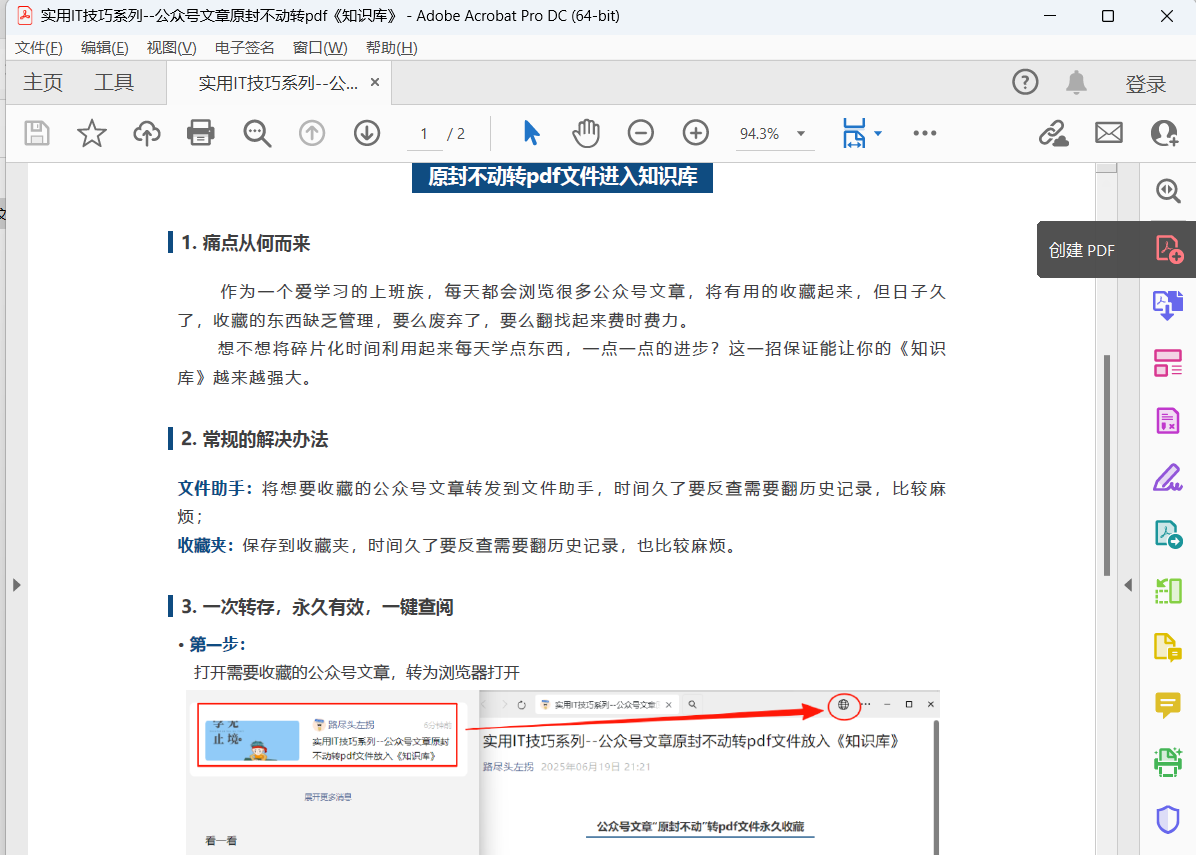 实用IT技巧系列--公众号文章原封不动转pdf《知识库》 - Adobe Acrobat Pro DC (64-bit)
文件(F) 编辑(E) 视图(V) 电子签名 窗口(W) 帮助(H)
主页 工具 实用IT技巧系列--公... × 登录
1 / 2 94.3%
原封不动转pdf文件进入知识库
创建 PDF
1. 痛点从何而来
作为一个爱学习的上班族，每天都会浏览很多公众号文章，将有用的收藏起来，但日子久
了，收藏的东西缺乏管理，要么废弃了，要么翻找起来费时费力。
想不想将碎片化时间利用起来每天学点东西，一点一点的进步？这一招保证能让你的《知识
库》越来越强大。
2. 常规的解决办法
文件助手：将想要收藏的公众号文章转发到文件助手，时间久了要反查需要翻历史记录，比较麻
烦；
收藏夹：保存到收藏夹，时间久了要反查需要翻历史记录，也比较麻烦。
3. 一次转存，永久有效，一键查阅
• 第一步：
打开需要收藏的公众号文章，转为浏览器打开
学无
止境
路尽头左拐 6分钟前
实用IT技巧系列--公众号文章原封
不动转pdf文件放入《知识库》
展开更多消息
看一看
实用IT技巧系列--公众号文章
实用IT技巧系列--公众号文章原封不动转pdf文件放入《知识库》
路尽头左拐 2025年06月19日 21:21
公众号文章“原封不动”转pdf文件永久收藏